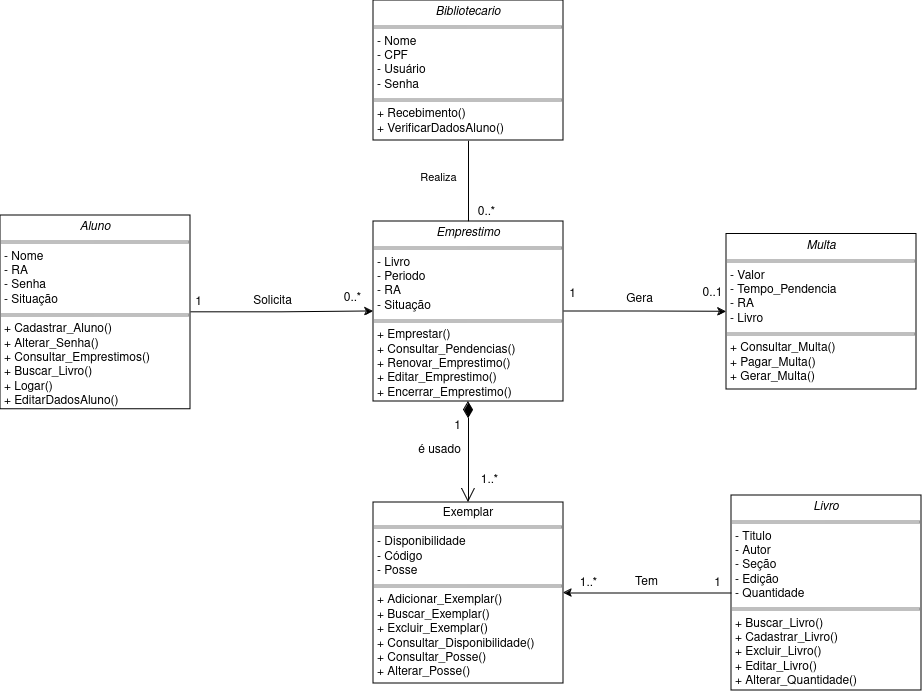 Bibliotecario
- Nome
- CPF
- Usuário
- Senha
+ Recebimento()
+ VerificarDadosAluno()
Realiza
0..*
Aluno
- Nome
- RA
- Senha
- Situação
+ Cadastrar_Aluno()
+ Alterar_Senha()
+ Consultar_Emprestimos()
+ Buscar_Livro()
+ Logar()
+ EditarDadosAluno()
1
Solicita
0..*
Emprestimo
- Livro
- Periodo
- RA
- Situação
+ Emprestar()
+ Consultar_Pendencias()
+ Renovar_Emprestimo()
+ Editar_Emprestimo()
+ Encerrar_Emprestimo()
1
Gera
0..1
Multa
- Valor
- Tempo_Pendencia
- RA
- Livro
+ Consultar_Multa()
+ Pagar_Multa()
+ Gerar_Multa()
1
é usado
1..*
Exemplar
- Disponibilidade
- Código
- Posse
+ Adicionar_Exemplar()
+ Buscar_Exemplar()
+ Excluir_Exemplar()
+ Consultar_Disponibilidade()
+ Consultar_Posse()
+ Alterar_Posse()
1..*
Tem
1
Livro
- Titulo
- Autor
- Seção
- Edição
- Quantidade
+ Buscar_Livro()
+ Cadastrar_Livro()
+ Excluir_Livro()
+ Editar_Livro()
+ Alterar_Quantidade()